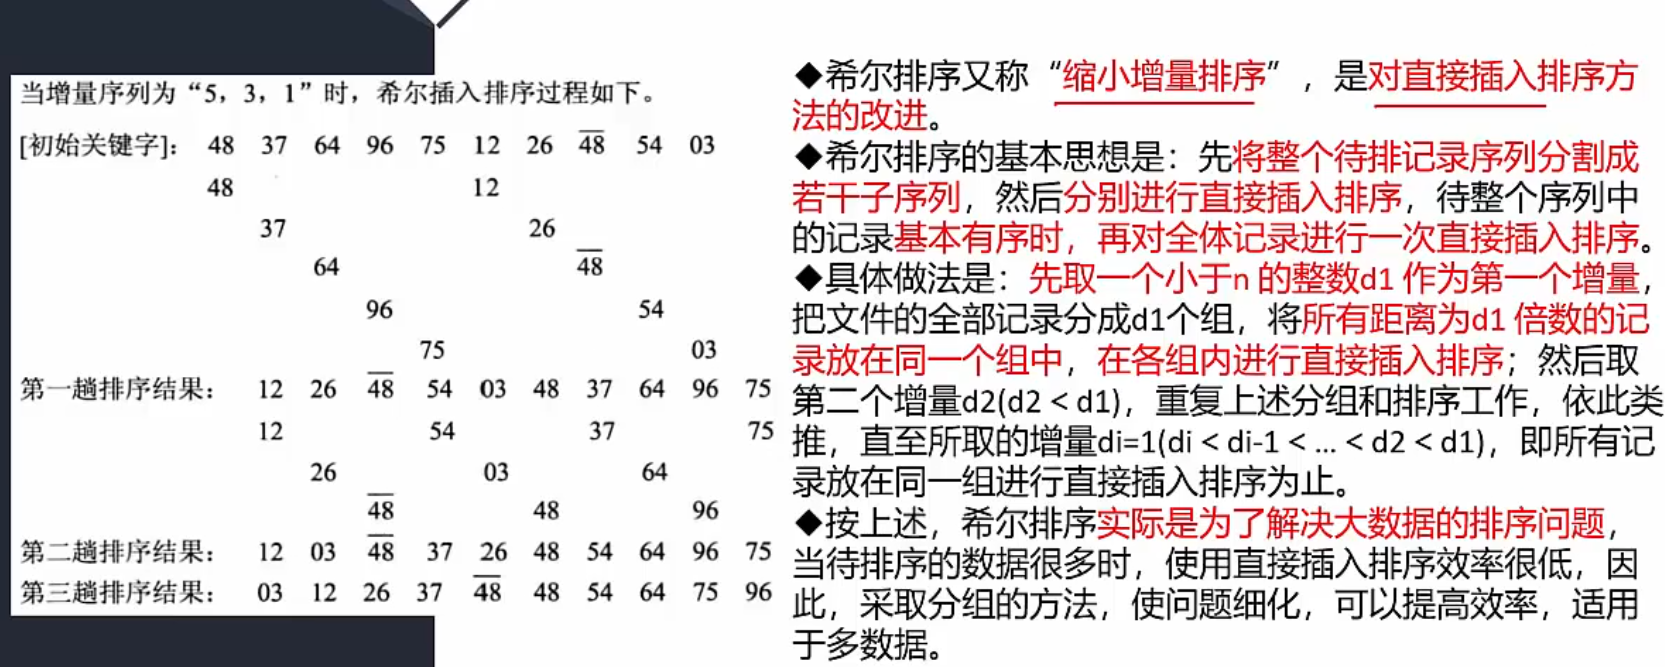 当增量序列为“5，3，1”时，希尔插入排序过程如下。
[初始关键字]： 48 37 64 96 75 12 26 4̅8̅ 54 03
48 12
37 26
64 4̅8̅
96 54
75 03
第一趟排序结果： 12 26 4̅8̅ 54 03 48 37 64 96 75
12 54 37 75
26 03 64
4̅8̅ 48 96
第二趟排序结果： 12 03 4̅8̅ 37 26 48 54 64 96 75
第三趟排序结果： 03 12 26 37 4̅8̅ 48 54 64 75 96
◆希尔排序又称“缩小增量排序”，是对直接插入排序方
法的改进。
◆希尔排序的基本思想是：先将整个待排记录序列分割成
若干子序列，然后分别进行直接插入排序，待整个序列中
的记录基本有序时，再对全体记录进行一次直接插入排序。
◆具体做法是：先取一个小于n 的整数d1 作为第一个增量，
把文件的全部记录分成d1个组，将所有距离为d1 倍数的记
录放在同一个组中，在各组内进行直接插入排序；然后取
第二个增量d2(d2 < d1)，重复上述分组和排序工作，依此类
推，直至所取的增量di=1(di < di-1 < ... < d2 < d1)，即所有记
录放在同一组进行直接插入排序为止。
◆按上述，希尔排序实际是为了解决大数据的排序问题，
当待排序的数据很多时，使用直接插入排序效率很低，因
此，采取分组的方法，使问题细化，可以提高效率，适用
于多数据。